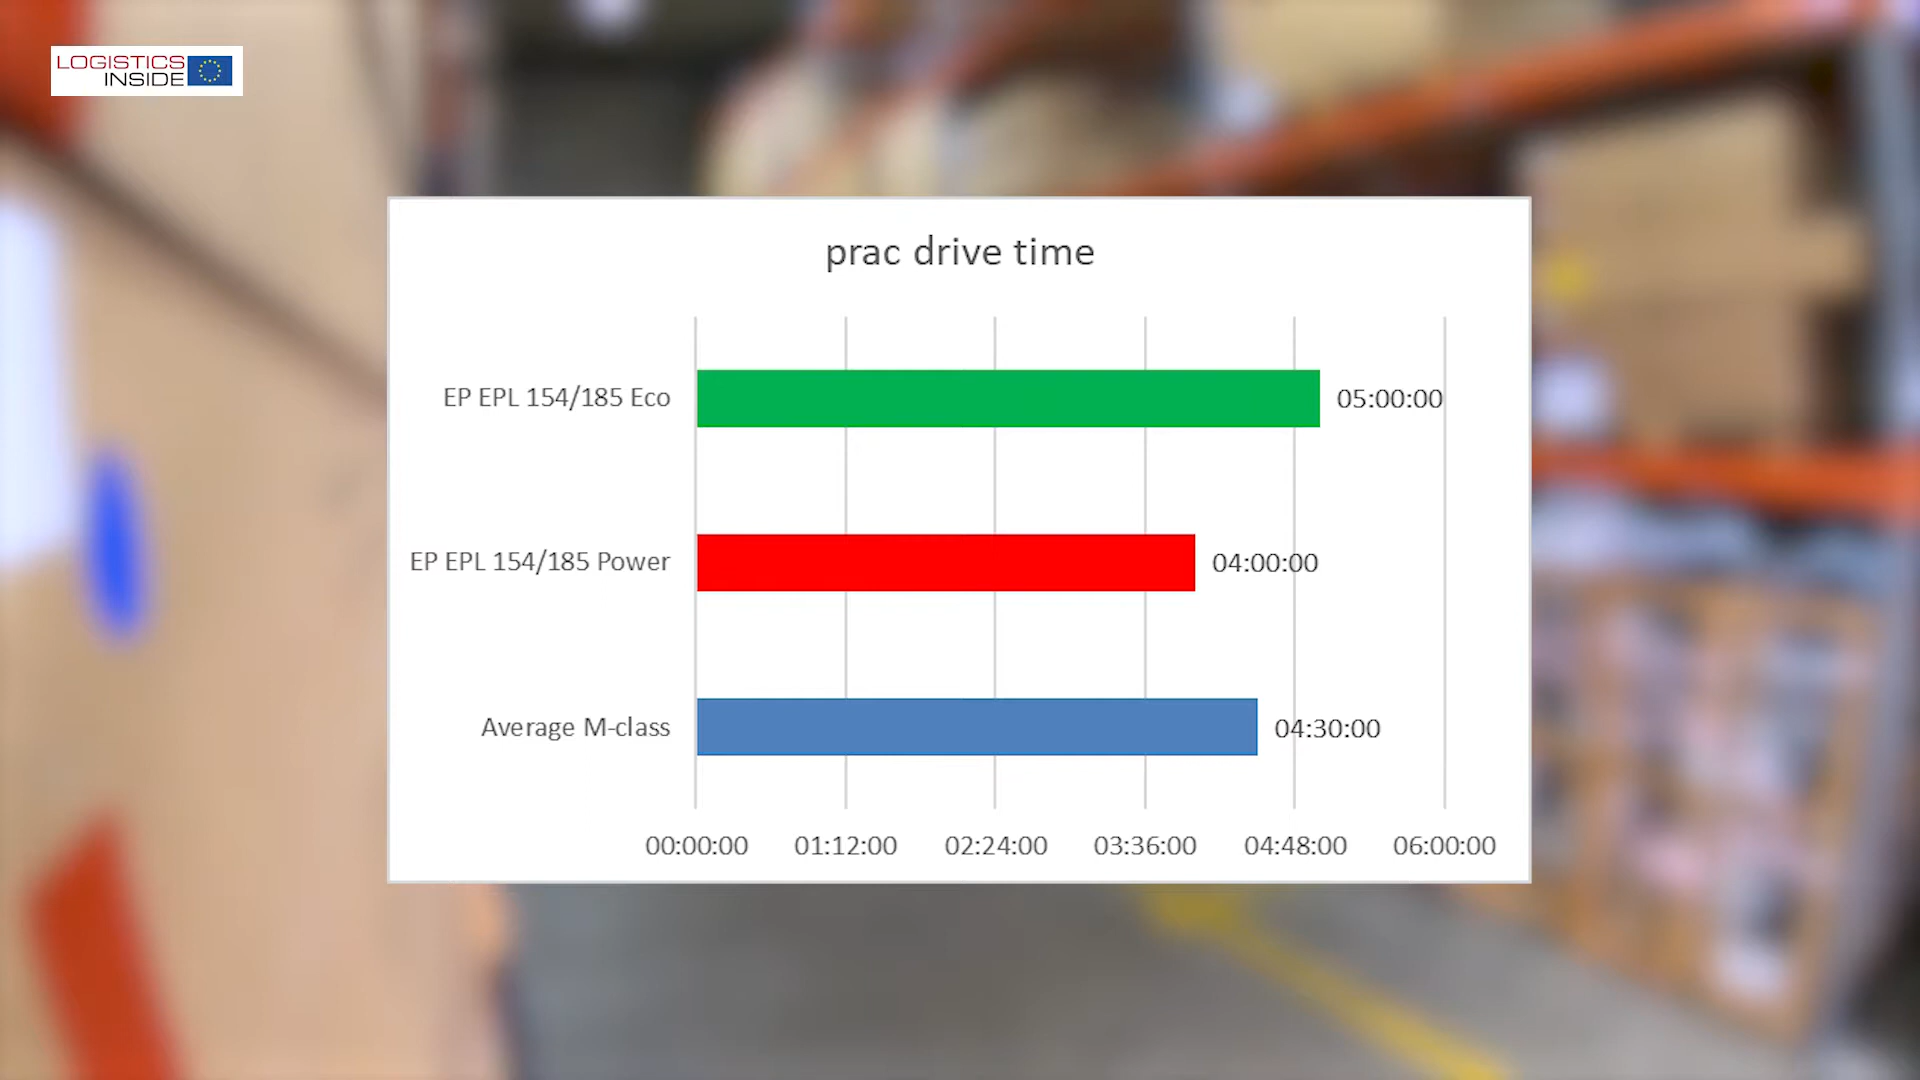 LOGISTICS
INSIDE
prac drive time
EP EPL 154/185 Eco
05:00:00
EP EPL 154/185 Power
04:00:00
Average M-class
04:30:00
00:00:00 01:12:00 02:24:00 03:36:00 04:48:00 06:00:00